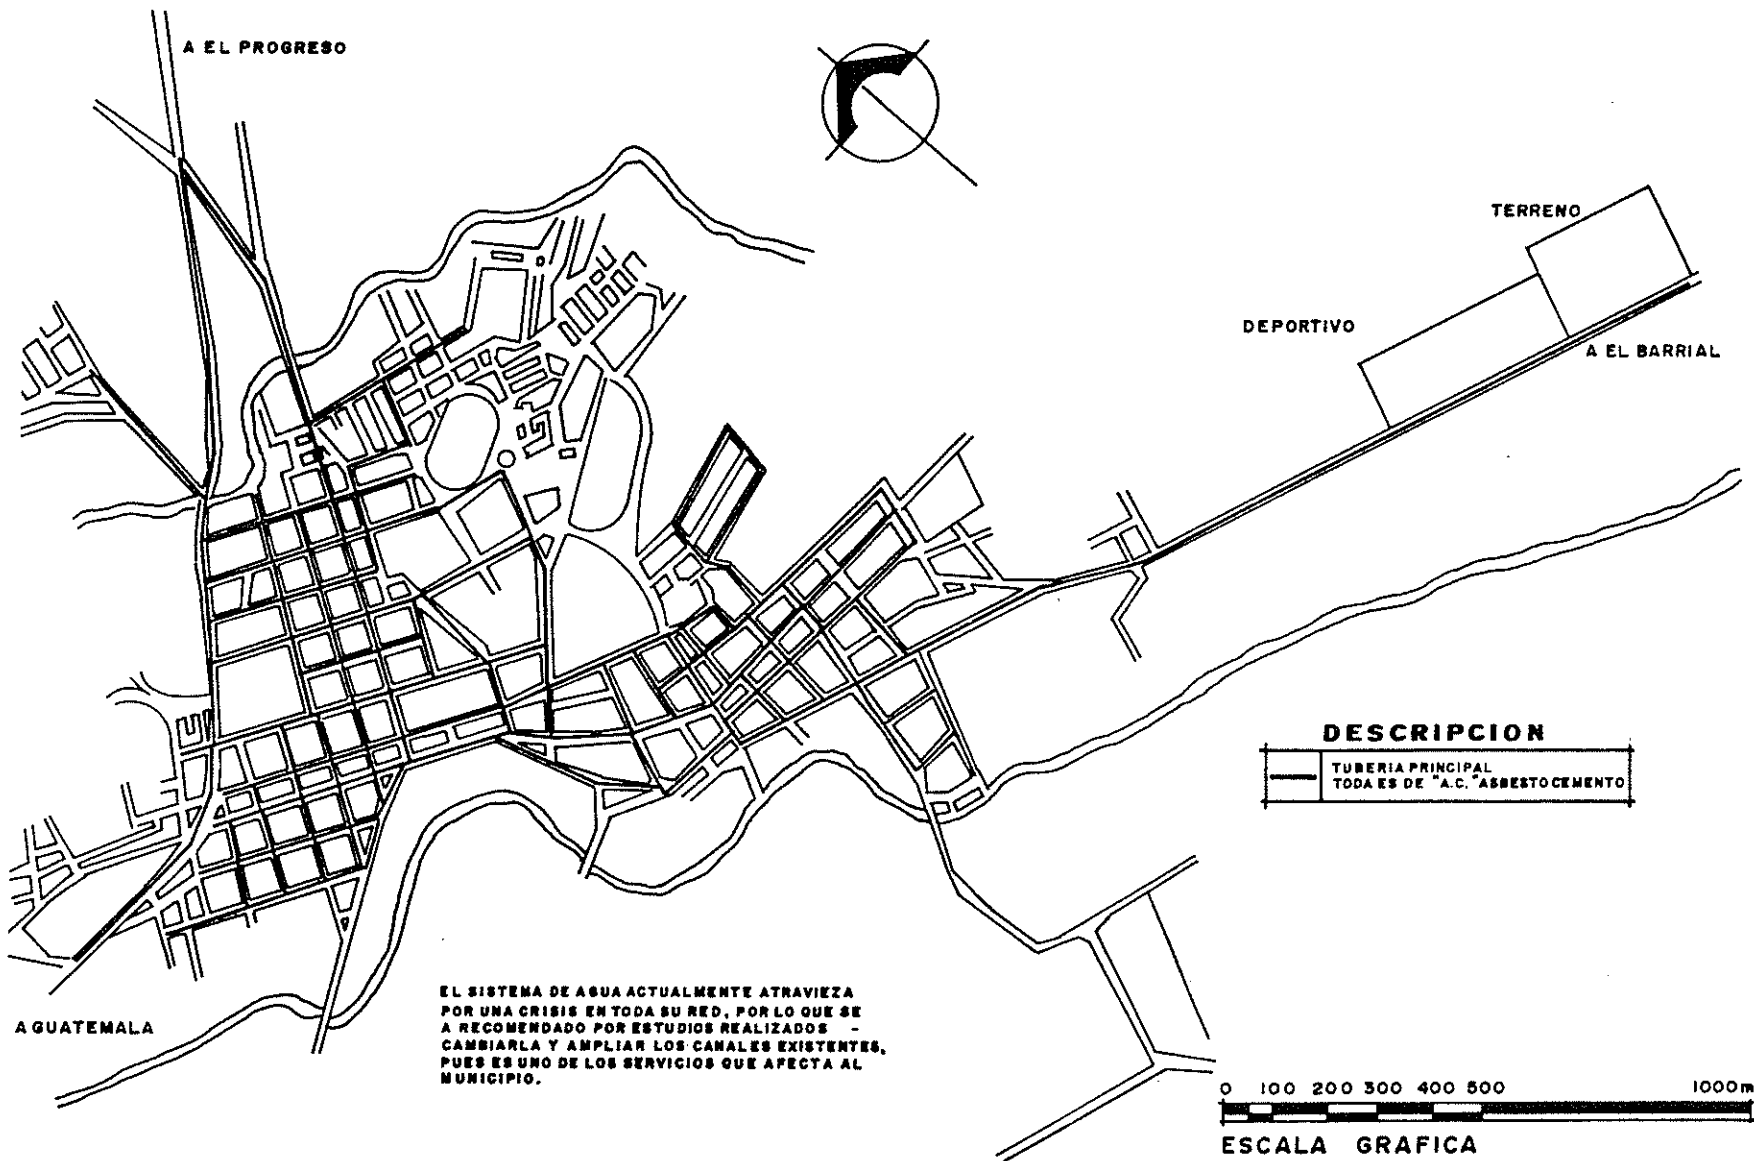 A EL PROGRESO
TERRENO
DEPORTIVO
A EL BARRIAL
DESCRIPCION
TUBERIA PRINCIPAL
TODA ES DE "A.C." ASBESTOCEMENTO
EL SISTEMA DE AGUA ACTUALMENTE ATRAVIEZA
POR UNA CRISIS EN TODA SU RED, POR LO QUE SE
A RECOMENDADO POR ESTUDIOS REALIZADOS -
CAMBIARLA Y AMPLIAR LOS CANALES EXISTENTES,
PUES ES UNO DE LOS SERVICIOS QUE AFECTA AL
MUNICIPIO.
A GUATEMALA
0 100 200 300 400 500 1000m
ESCALA GRAFICA